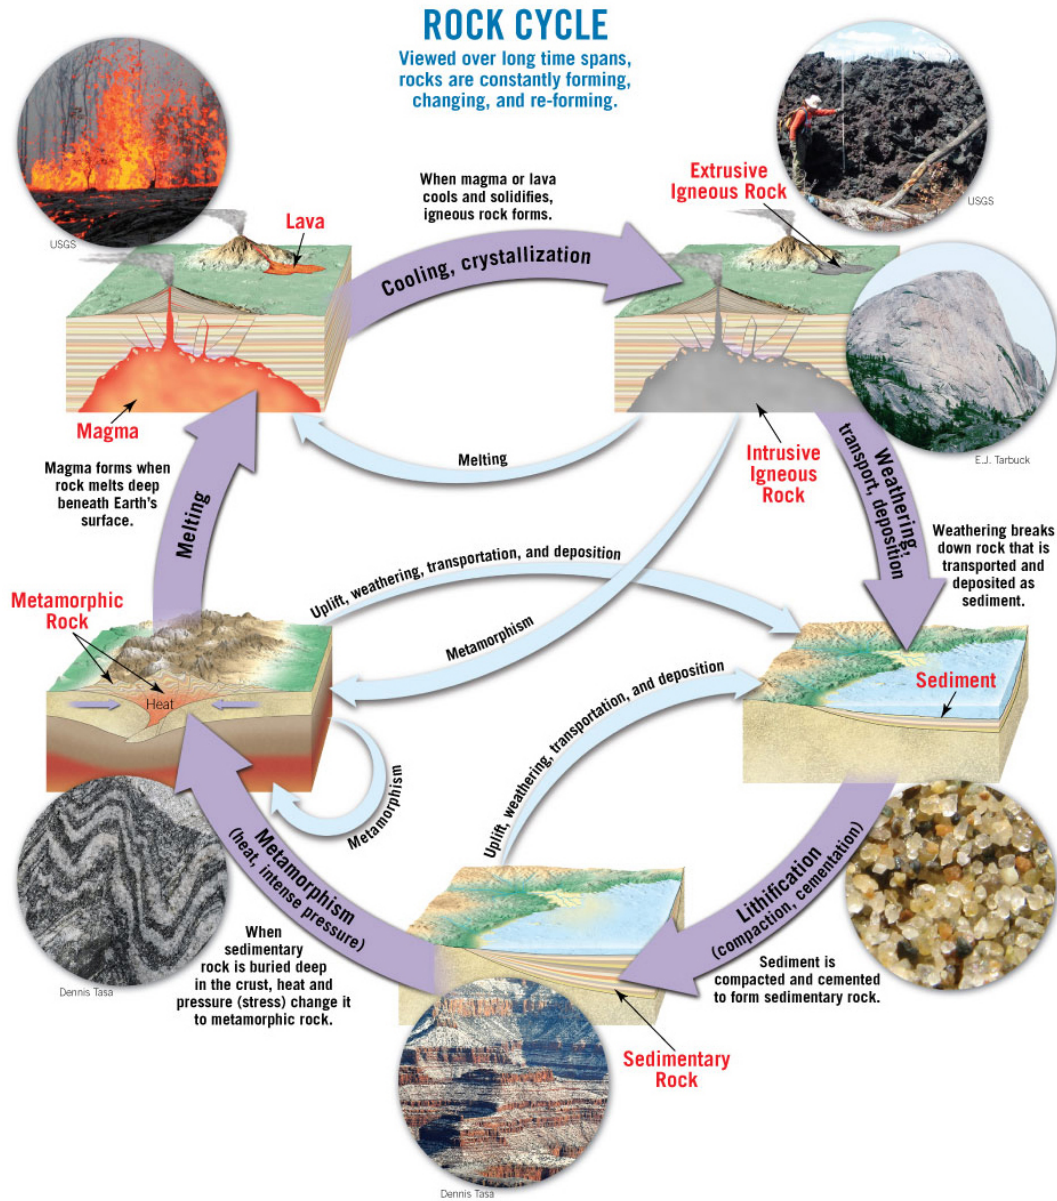 ROCK CYCLE
Viewed over long time spans,
rocks are constantly forming,
changing, and re-forming.
USGS
Lava
When magma or lava
cools and solidifies,
igneous rock forms.
Cooling, crystallization
Extrusive
Igneous Rock
USGS
Magma
Magma forms when
rock melts deep
beneath Earth's
surface.
Melting
Melting
Intrusive
Igneous
Rock
E.J. Tarbuck
Weathering,
transport, deposition
Weathering breaks
down rock that is
transported and
deposited as
sediment.
Uplift, weathering, transportation, and deposition
Metamorphism
Metamorphic
Rock
Heat
Sediment
Uplift, weathering, transportation, and deposition
Metamorphism
Metamorphism
(heat, intense pressure)
When
sedimentary
rock is buried deep
in the crust, heat and
pressure (stress) change it
to metamorphic rock.
Dennis Tasa
Lithification
(compaction, cementation)
Sediment is
compacted and cemented
to form sedimentary rock.
Sedimentary
Rock
Dennis Tasa